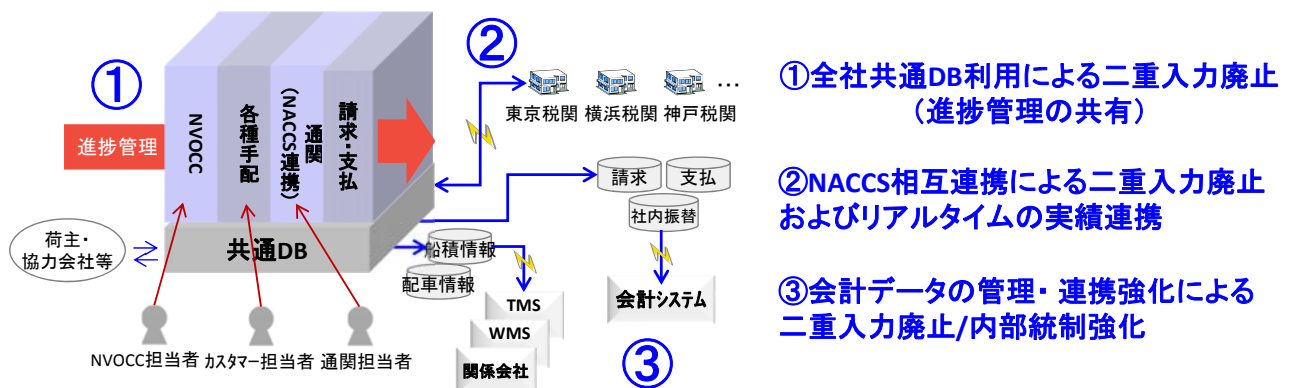 ①
進捗管理
NVOCC
各種手配
通関
(NACCS連携)
請求・支払
共通DB
荷主・
協力会社等
NVOCC担当者
カスタマー担当者
通関担当者
②
東京税関
横浜税関
神戸税関
…
請求
支払
社内振替
船積情報
配車情報
TMS
WMS
関係会社
会計システム
③
①全社共通DB利用による二重入力廃止
（進捗管理の共有）
②NACCS相互連携による二重入力廃止
およびリアルタイムの実績連携
③会計データの管理・連携強化による
二重入力廃止/内部統制強化